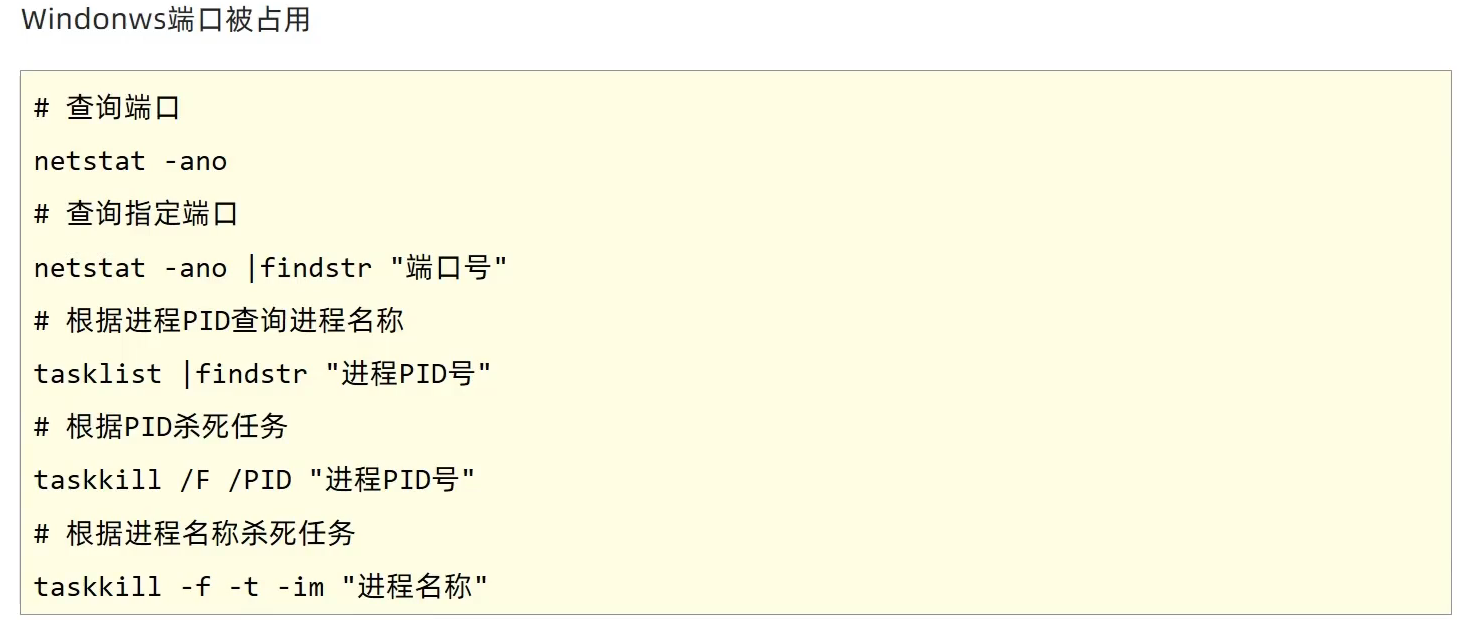 Windonws端口被占用
# 查询端口
netstat -ano
# 查询指定端口
netstat -ano |findstr "端口号"
# 根据进程PID查询进程名称
tasklist |findstr "进程PID号"
# 根据PID杀死任务
taskkill /F /PID "进程PID号"
# 根据进程名称杀死任务
taskkill -f -t -im "进程名称"